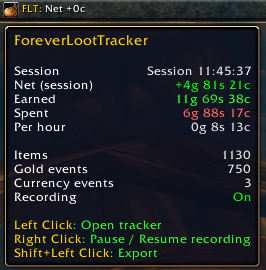 FLT: Net +0c
ForeverLootTracker
Session Session 11:45:37
Net (session) +4g 81s 21c
Earned 11g 69s 38c
Spent 6g 88s 17c
Per hour 0g 8s 13c
Items 1130
Gold events 750
Currency events 3
Recording On
Left Click: Open tracker
Right Click: Pause / Resume recording
Shift+Left Click: Export